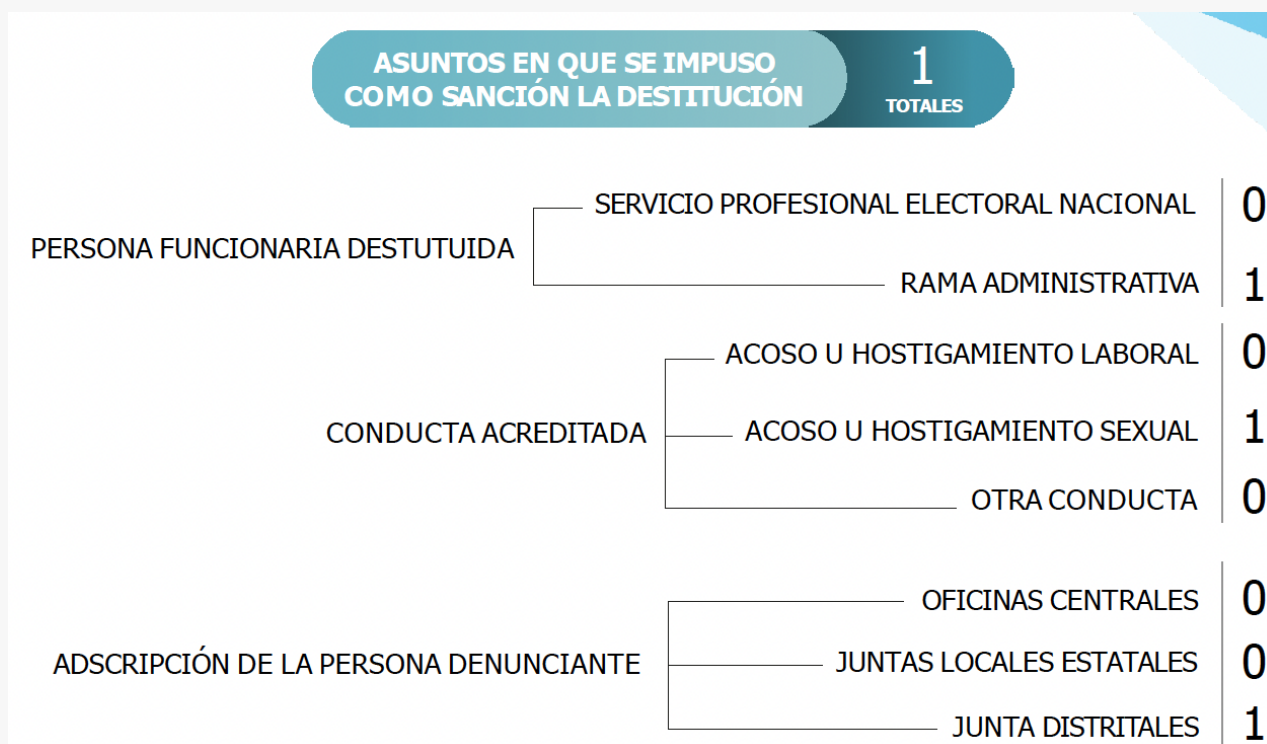 ASUNTOS EN QUE SE IMPUSO
COMO SANCIÓN LA DESTITUCIÓN
1
TOTALES
PERSONA FUNCIONARIA DESTUTUIDA
SERVICIO PROFESIONAL ELECTORAL NACIONAL 0
RAMA ADMINISTRATIVA 1
CONDUCTA ACREDITADA
ACOSO U HOSTIGAMIENTO LABORAL 0
ACOSO U HOSTIGAMIENTO SEXUAL 1
OTRA CONDUCTA 0
ADSCRIPCIÓN DE LA PERSONA DENUNCIANTE
OFICINAS CENTRALES 0
JUNTAS LOCALES ESTATALES 0
JUNTA DISTRITALES 1